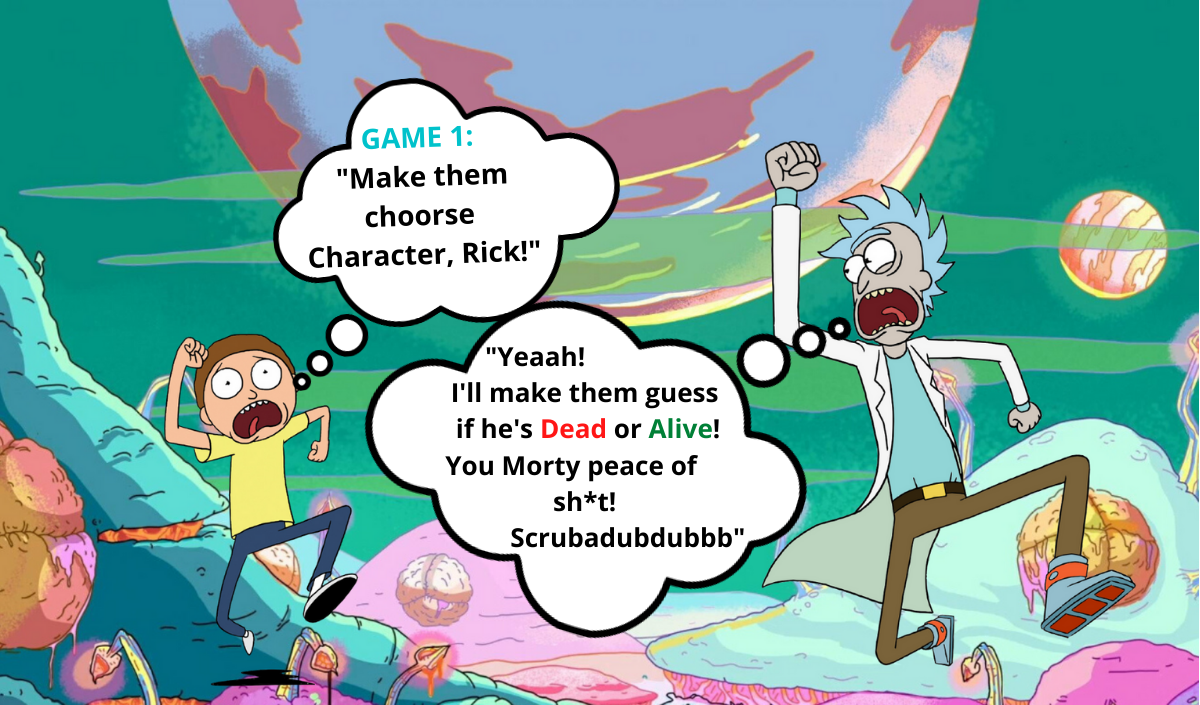 GAME 1:
"Make them
choorse
Character, Rick!"
"Yeaah!
I'll make them guess
if he's Dead or Alive!
You Morty peace of
sh*t!
Scrubadubdubbb"